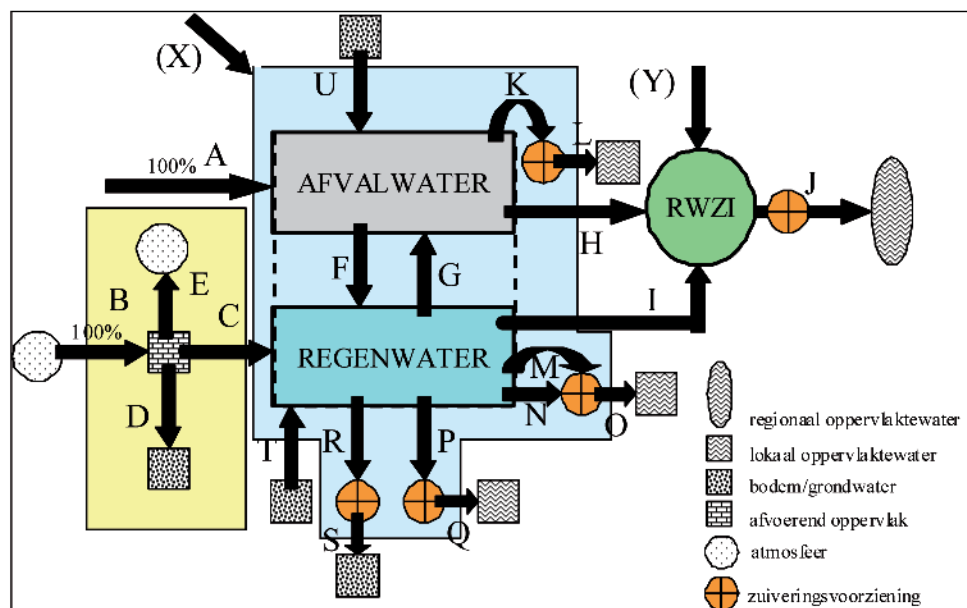 (X)
U
K
(Y)
L
100% A
AFVALWATER
RWZI
J
H
F
G
E
B
C
I
100%
REGENWATER
M
N
D
O
R
P
T
S
Q
regionaal oppervlaktewater
lokaal oppervlaktewater
bodem/grondwater
afvoerend oppervlak
atmosfeer
zuiveringsvoorziening